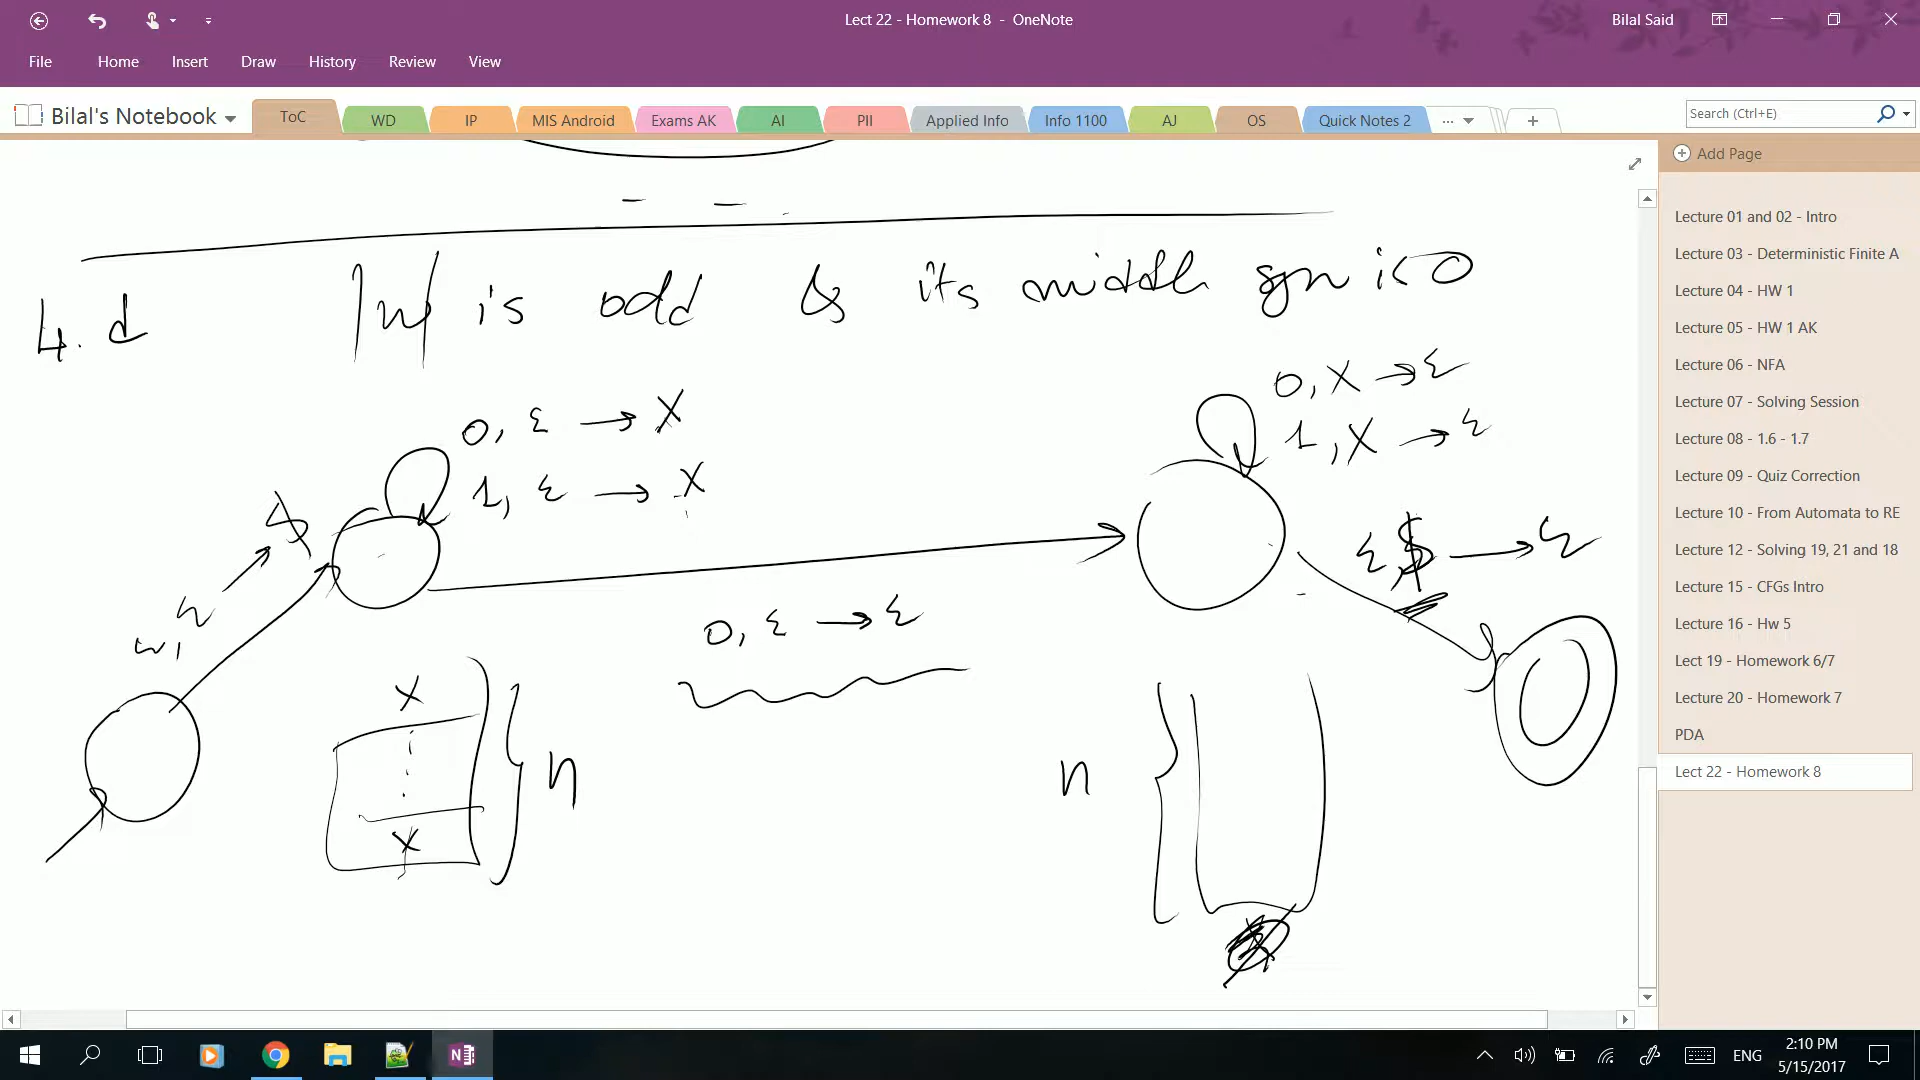 Lect 22 - Homework 8 - OneNote
Bilal Said
File Home Insert Draw History Review View
Bilal's Notebook
ToC WD IP MIS Android Exams AK AI PII Applied Info Info 1100 AJ OS Quick Notes 2 ...
Search (Ctrl+E)
Add Page
Lecture 01 and 02 - Intro
Lecture 03 - Deterministic Finite A
Lecture 04 - HW 1
Lecture 05 - HW 1 AK
Lecture 06 - NFA
Lecture 07 - Solving Session
Lecture 08 - 1.6 - 1.7
Lecture 09 - Quiz Correction
Lecture 10 - From Automata to RE
Lecture 12 - Solving 19, 21 and 18
Lecture 15 - CFGs Intro
Lecture 16 - Hw 5
Lect 19 - Homework 6/7
Lecture 20 - Homework 7
PDA
Lect 22 - Homework 8
4.d |w| is odd & its middle sym is 0
0, ε → X
1, ε → X
0, X → ε
1, X → ε
ε, ε → $
ε, $ → ε
0, ε → ε
X
X
n
n
ENG
2:10 PM
5/15/2017